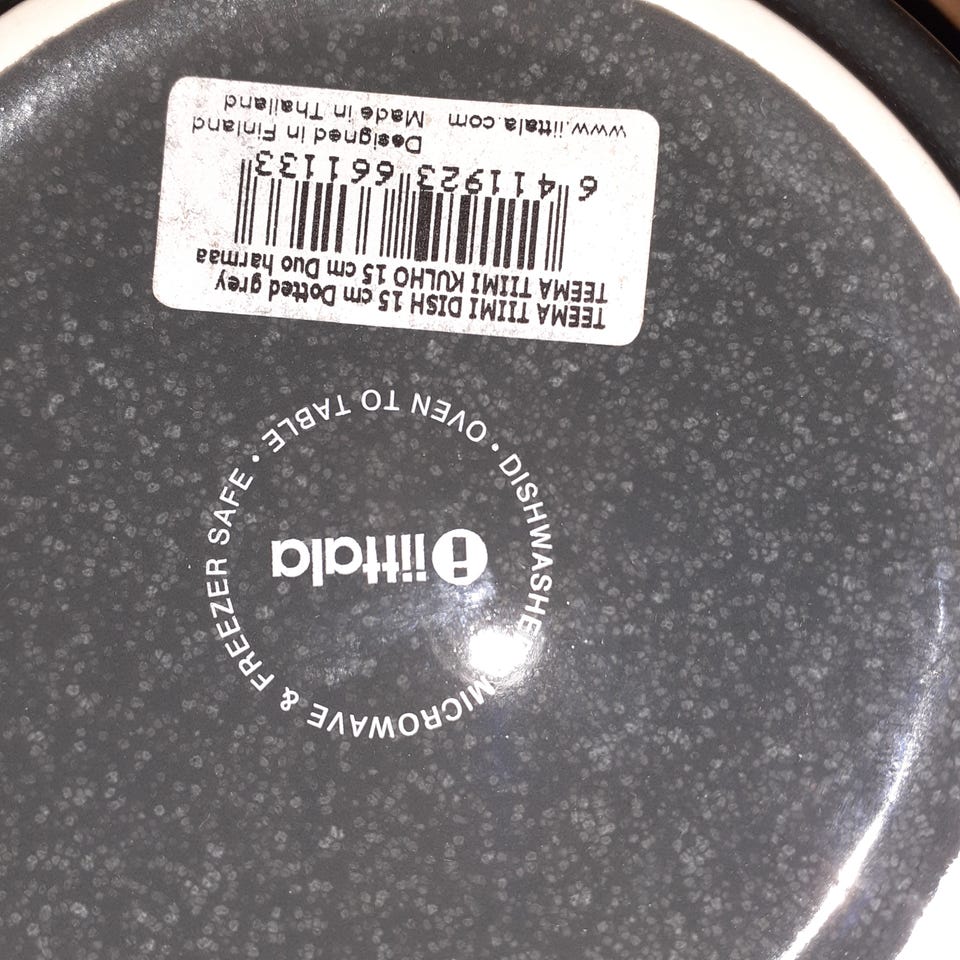 TEEMA TIIMI DISH 15 cm Dotted grey
TEEMA TIIMI KULHO 15 cm Duo harmaa
6 411923 661133
Designed in Finland
www.iittala.com Made in Thailand
OVEN TO TABLE •
MICROWAVE & FREEZER SAFE •
i iittala